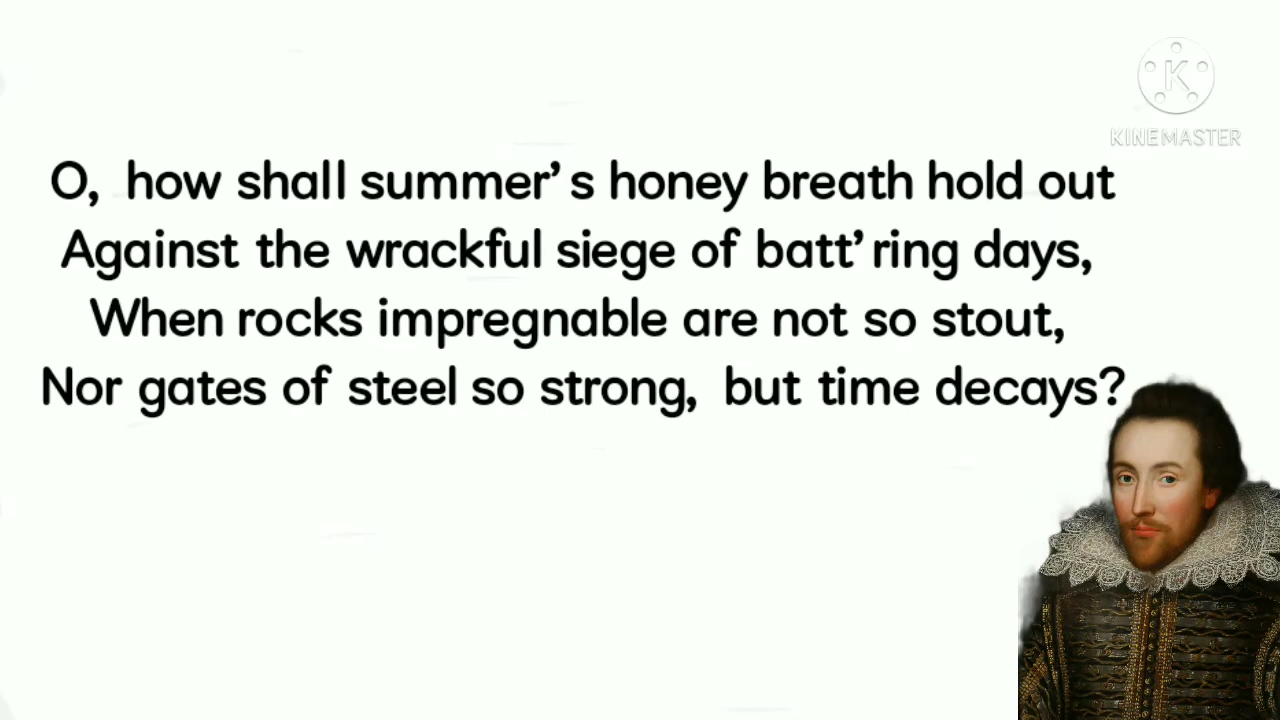 KINEMASTER
O, how shall summer's honey breath hold out
Against the wrackful siege of batt'ring days,
When rocks impregnable are not so stout,
Nor gates of steel so strong, but time decays?